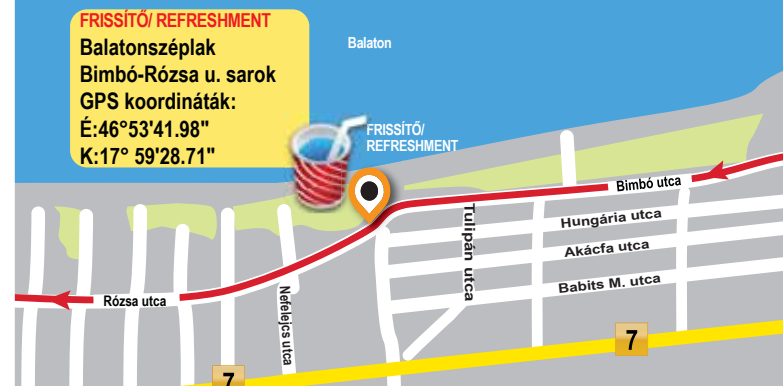 FRISSÍTŐ/ REFRESHMENT
Balatonszéplak
Bimbó-Rózsa u. sarok
GPS koordináták:
É:46°53'41.98"
K:17° 59'28.71"
Balaton
FRISSÍTŐ/
REFRESHMENT
Bimbó utca
Tulipán utca
Hungária utca
Akácfa utca
Babits M. utca
Rózsa utca
Nefelejcs utca
7
7